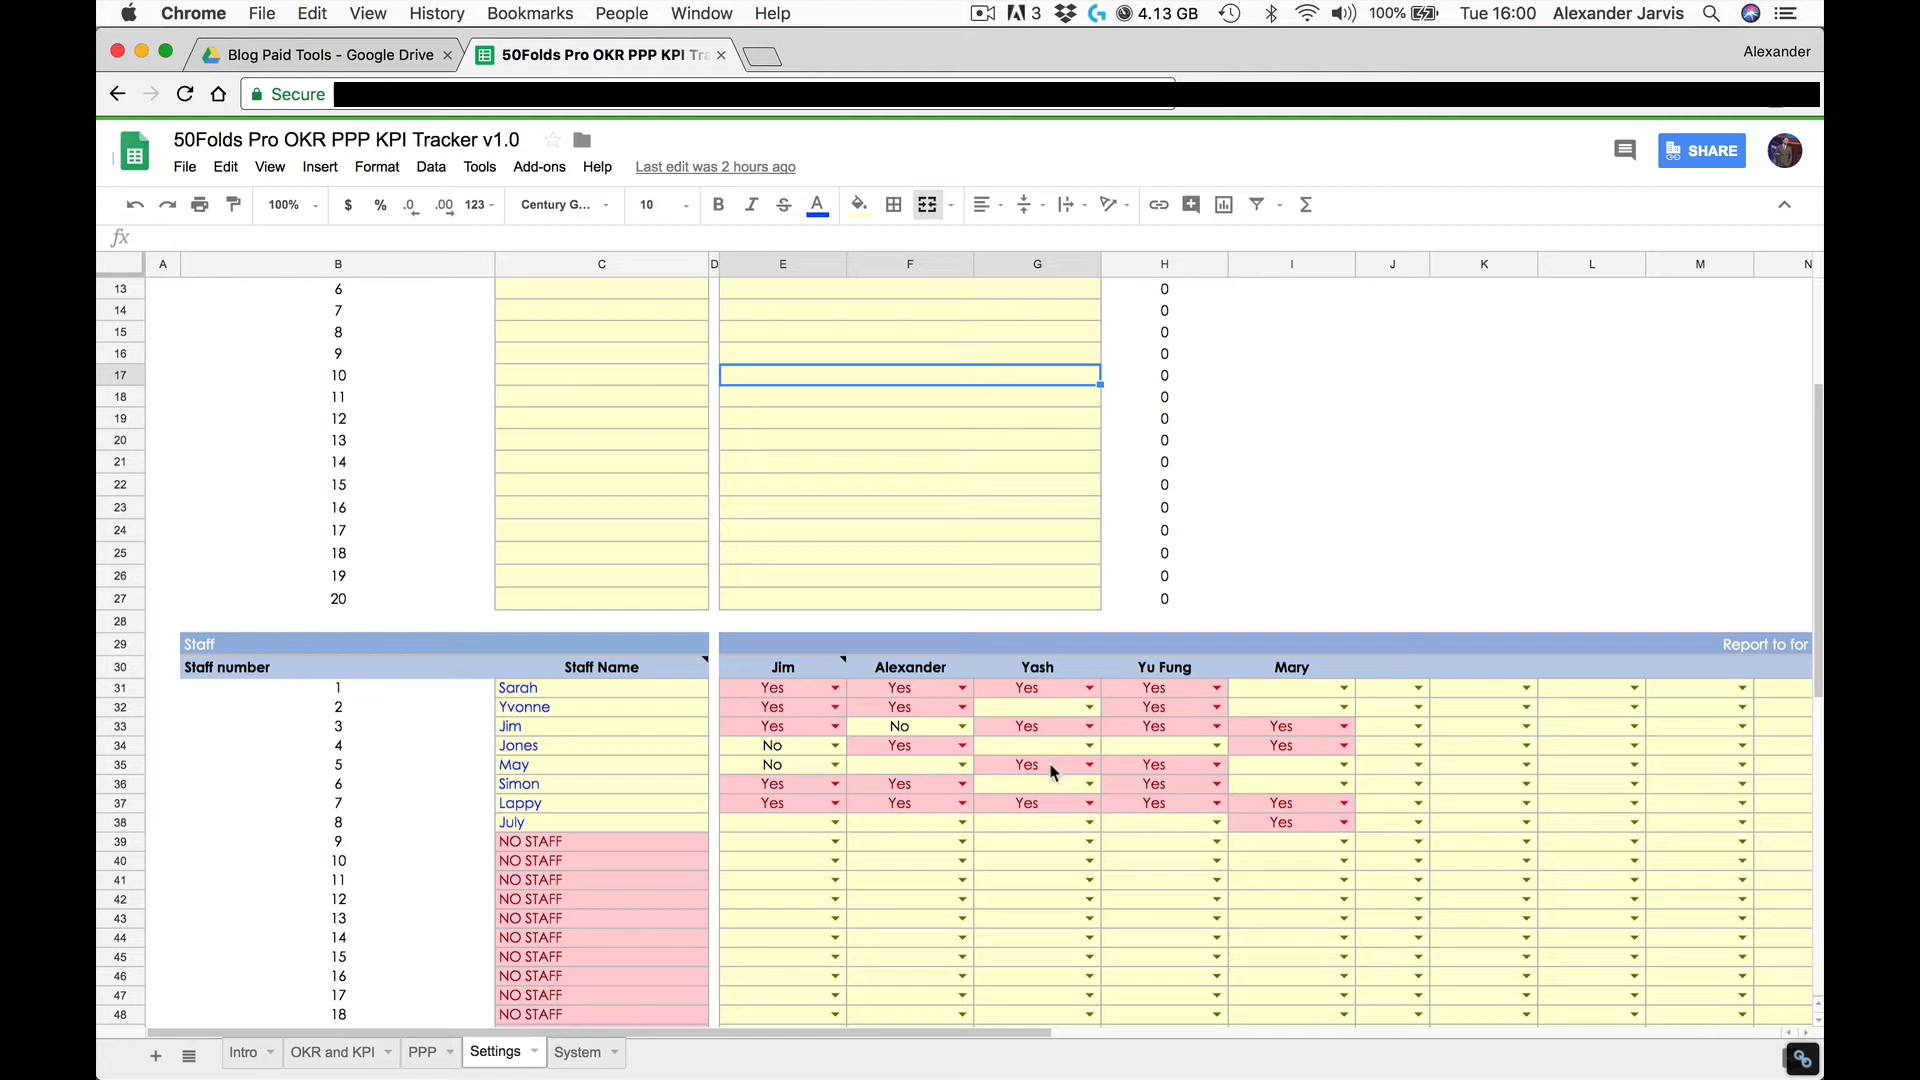 Chrome File Edit View History Bookmarks People Window Help 3 4.13 GB 100% Tue 16:00 Alexander Jarvis
Blog Paid Tools - Google Drive 50Folds Pro OKR PPP KPI Tra Alexander
Secure
50Folds Pro OKR PPP KPI Tracker v1.0
SHARE
File Edit View Insert Format Data Tools Add-ons Help Last edit was 2 hours ago
100% $ % .0 .00 123 Century G... 10 B I S A Σ
fx
A B C D E F G H I J K L M N
13 6 0
14 7 0
15 8 0
16 9 0
17 10 0
18 11 0
19 12 0
20 13 0
21 14 0
22 15 0
23 16 0
24 17 0
25 18 0
26 19 0
27 20 0
28
29 Staff Report to for
30 Staff number Staff Name Jim Alexander Yash Yu Fung Mary
31 1 Sarah Yes Yes Yes Yes
32 2 Yvonne Yes Yes Yes
33 3 Jim Yes No Yes Yes Yes
34 4 Jones No Yes Yes
35 5 May No Yes Yes
36 6 Simon Yes Yes Yes
37 7 Lappy Yes Yes Yes Yes Yes
38 8 July Yes
39 9 NO STAFF
40 10 NO STAFF
41 11 NO STAFF
42 12 NO STAFF
43 13 NO STAFF
44 14 NO STAFF
45 15 NO STAFF
46 16 NO STAFF
47 17 NO STAFF
48 18 NO STAFF
+ Intro OKR and KPI PPP Settings System